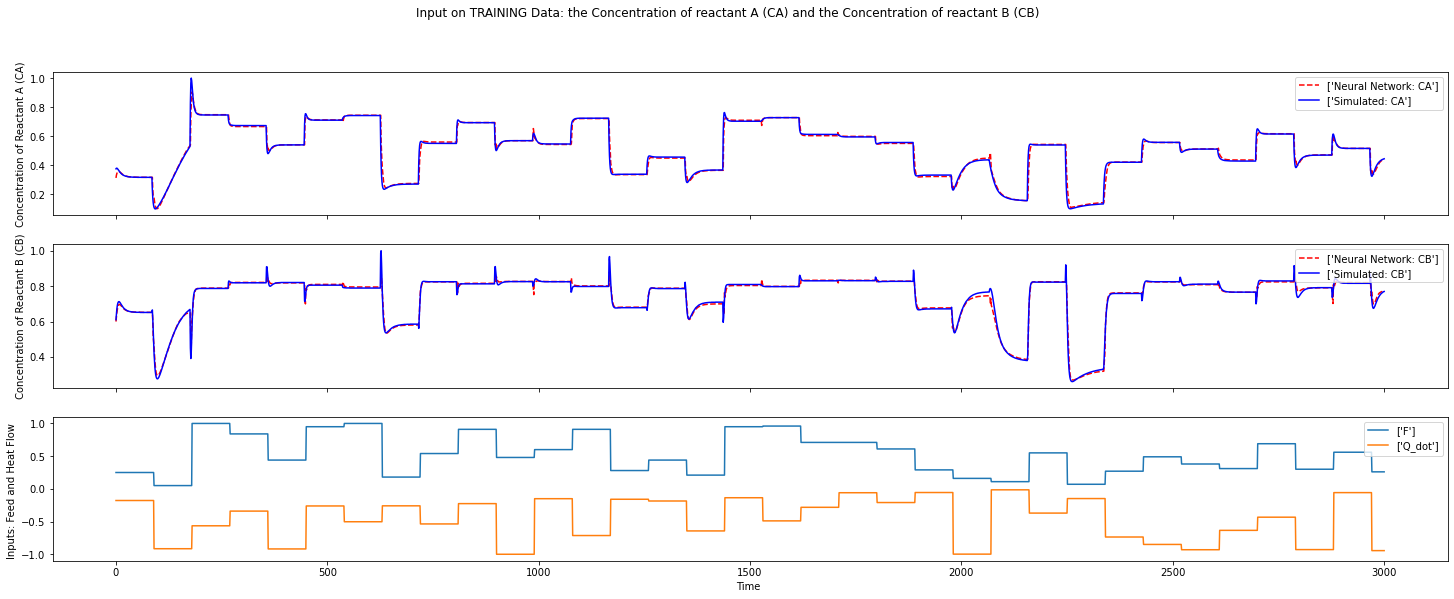 Input on TRAINING Data: the Concentration of reactant A (CA) and the Concentration of reactant B (CB)
Concentration of Reactant A (CA)
1.0
0.8
0.6
0.4
0.2
['Neural Network: CA']
['Simulated: CA']
Concentration of Reactant B (CB)
1.0
0.8
0.6
0.4
['Neural Network: CB']
['Simulated: CB']
Inputs: Feed and Heat Flow
1.0
0.5
0.0
−0.5
−1.0
['F']
['Q_dot']
0 500 1000 1500 2000 2500 3000
Time